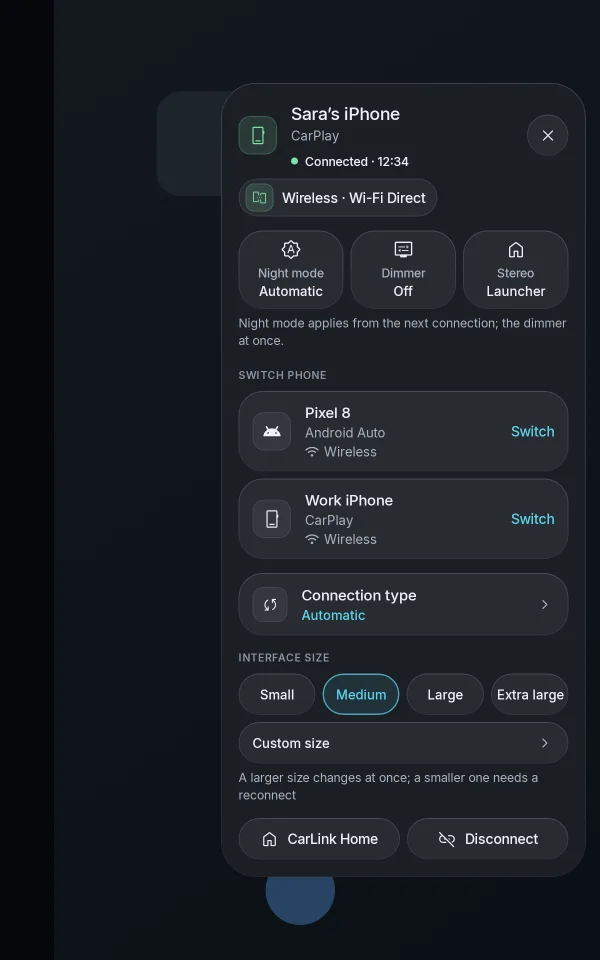 Sara's iPhone
CarPlay
Connected · 12:34
Wireless · Wi-Fi Direct
Night mode
Automatic
Dimmer
Off
Stereo
Launcher
Night mode applies from the next connection; the dimmer
at once.
SWITCH PHONE
Pixel 8
Android Auto
Wireless
Switch
Work iPhone
CarPlay
Wireless
Switch
Connection type
Automatic
INTERFACE SIZE
Small
Medium
Large
Extra large
Custom size
A larger size changes at once; a smaller one needs a
reconnect
CarLink Home
Disconnect